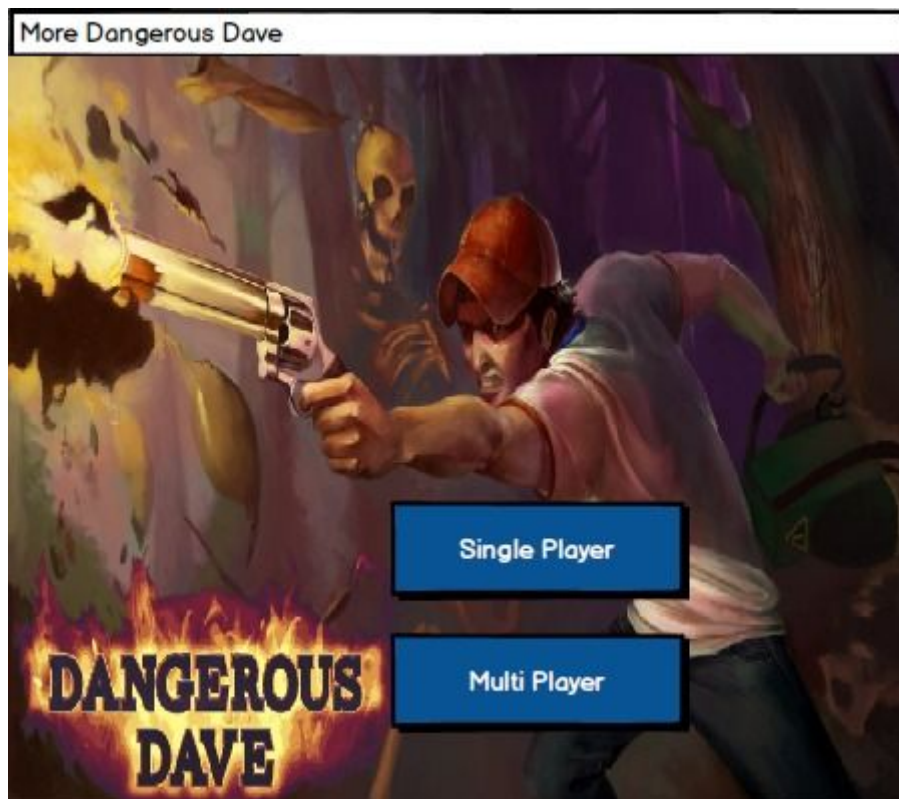 More Dangerous Dave
Single Player
Multi Player
DANGEROUS
DAVE